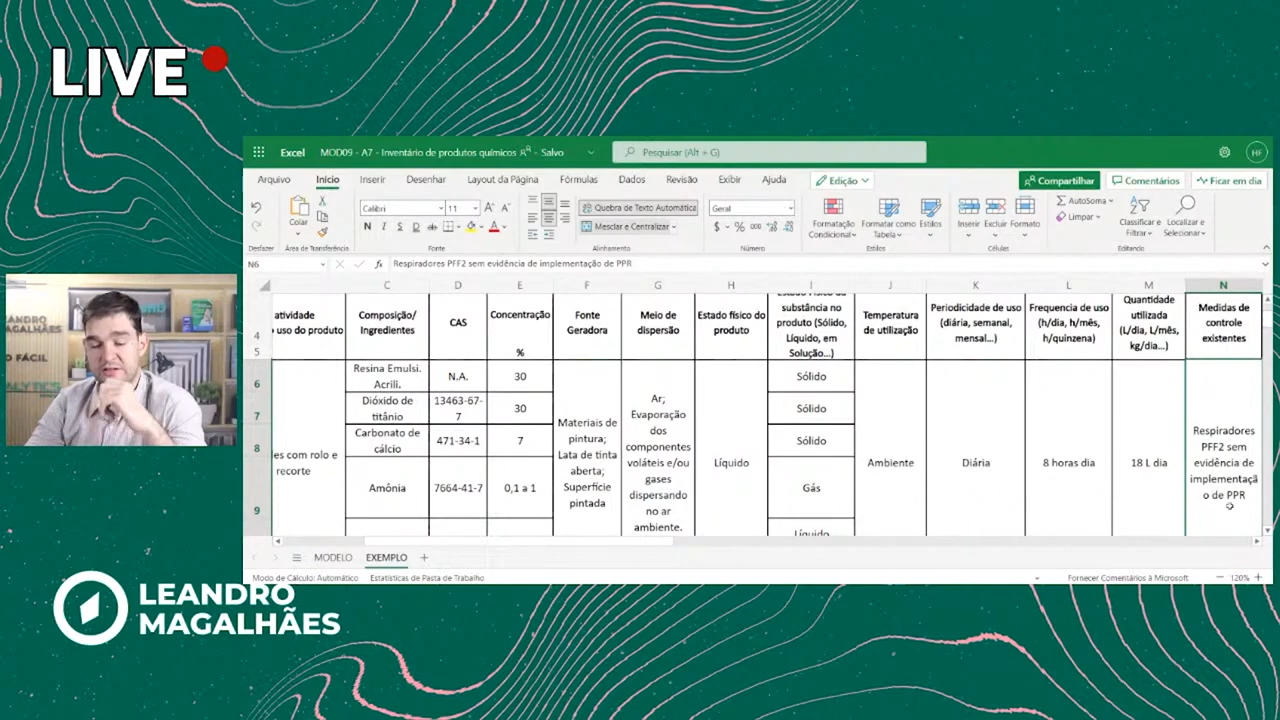 LIVE
Excel
MOD09 - A7 - Inventário de produtos químicos
- Salvo
Pesquisar (Alt + G)
HF
Arquivo
Início
Inserir
Desenhar
Layout da Página
Fórmulas
Dados
Revisão
Exibir
Ajuda
Edição
Compartilhar
Comentários
Ficar em dia
Colar
Calibri
11
Quebra de Texto Automática
Mesclar e Centralizar
Geral
Formatação
Condicional
Formatar como
Tabela
Estilos
Inserir
Excluir
Formato
AutoSoma
Limpar
Classificar e
Filtrar
Localizar e
Selecionar
Desfazer
Área de Transferência
Fonte
Alinhamento
Número
Estilos
Células
Editando
N6
fx
Respiradores PFF2 sem evidência de implementação de PPR
C D E F G H I J K L M N
4
5
atividade
uso do produto
Composição/
Ingredientes
CAS
Concentração
%
Fonte
Geradora
Meio de
dispersão
Estado físico do
produto
substância no
produto (Sólido,
Líquido, em
Solução...)
Temperatura
de utilização
Periodicidade de uso
(diária, semanal,
mensal...)
Frequencia de uso
(h/dia, h/mês,
h/quinzena)
Quantidade
utilizada
(L/dia, L/mês,
kg/dia...)
Medidas de
controle
existentes
6
Resina Emulsi.
Acrili.
N.A.
30
Sólido
7
Dióxido de
titânio
13463-67-
7
30
Sólido
8
Carbonato de
cálcio
471-34-1
7
Sólido
9
Amônia
7664-41-7
0,1 a 1
Gás
Líquido
es com rolo e
recorte
Materiais de
pintura;
Lata de tinta
aberta;
Superfície
pintada
Ar;
Evaporação
dos
componentes
voláteis e/ou
gases
dispersando
no ar
ambiente.
Líquido
Ambiente
Diária
8 horas dia
18 L dia
Respiradores
PFF2 sem
evidência de
implementaçã
o de PPR
MODELO
EXEMPLO
Modo de Cálculo: Automático
Estatísticas de Pasta de Trabalho
Fornecer Comentários à Microsoft
120%
LEANDRO
MAGALHÃES